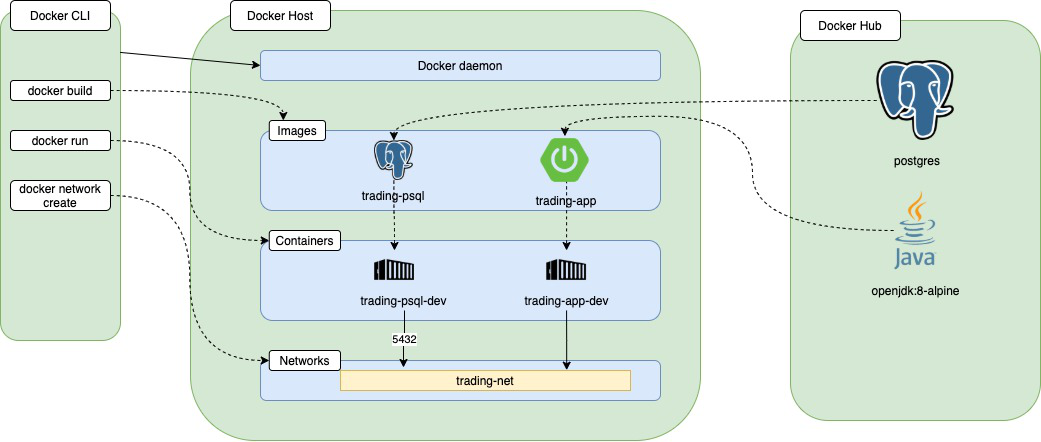 Docker CLI
Docker Host
Docker Hub
Docker daemon
docker build
Images
docker run
postgres
docker network
create
trading-psql
trading-app
Containers
Java
openjdk:8-alpine
trading-psql-dev
trading-app-dev
5432
Networks
trading-net